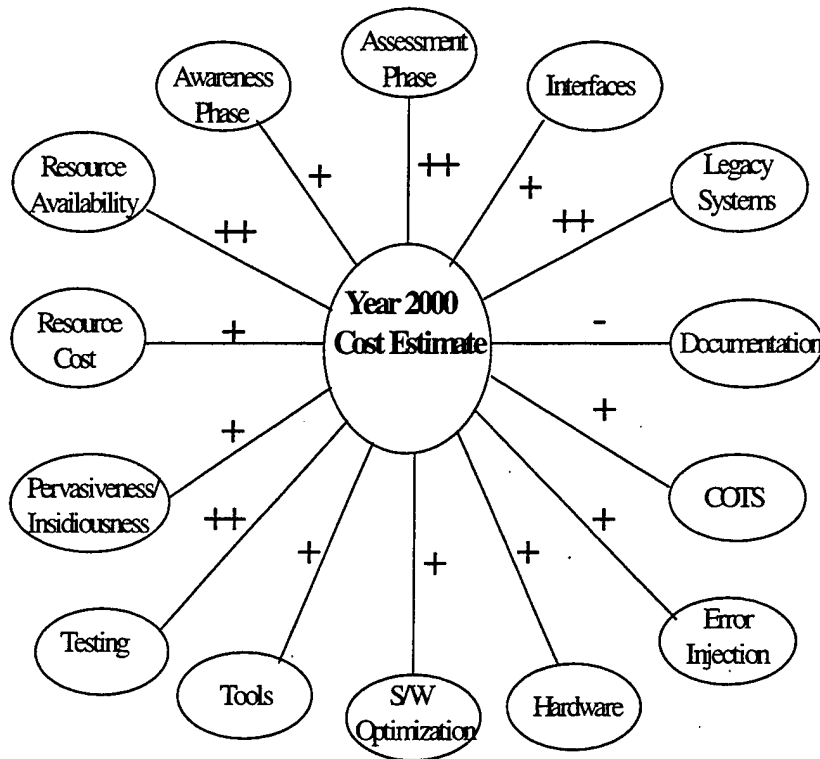 Assessment
Phase
Awareness
Phase
Interfaces
+
++
+
Resource
Availability
Legacy
Systems
++
++
Year 2000
Cost Estimate
Resource
Cost
+
-
Documentation
+
+
Pervasiveness/
Insidiousness
COTS
++
+
+
+
+
Testing
Error
Injection
Tools
S/W
Optimization
Hardware